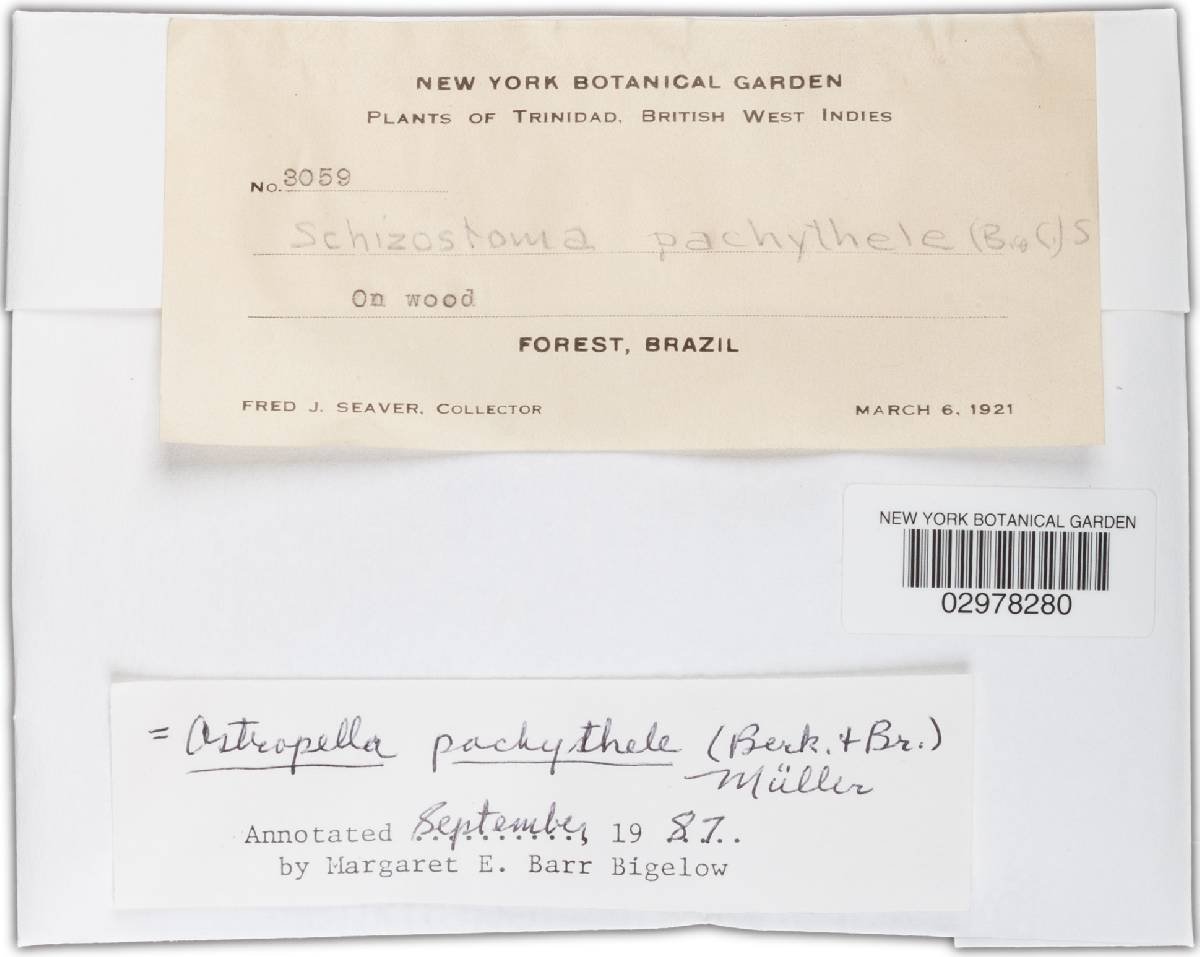 NEW YORK BOTANICAL GARDEN
PLANTS OF TRINIDAD, BRITISH WEST INDIES
No. 3059
Schizostoma pachythele
On wood
FOREST, BRAZIL
FRED J. SEAVER, COLLECTOR MARCH 6, 1921
NEW YORK BOTANICAL GARDEN
02978280
= Ostropella pachythele (Berk. + Br.)
Müller
Annotated September, 19 87.
by Margaret E. Barr Bigelow